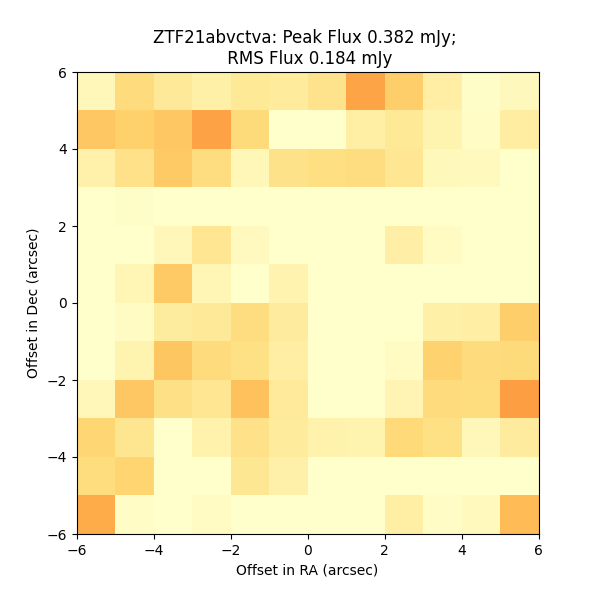 ZTF21abvctva: Peak Flux 0.382 mJy;
RMS Flux 0.184 mJy
6
4
2
0
−2
−4
−6
Offset in Dec (arcsec)
−6 −4 −2 0 2 4 6
Offset in RA (arcsec)